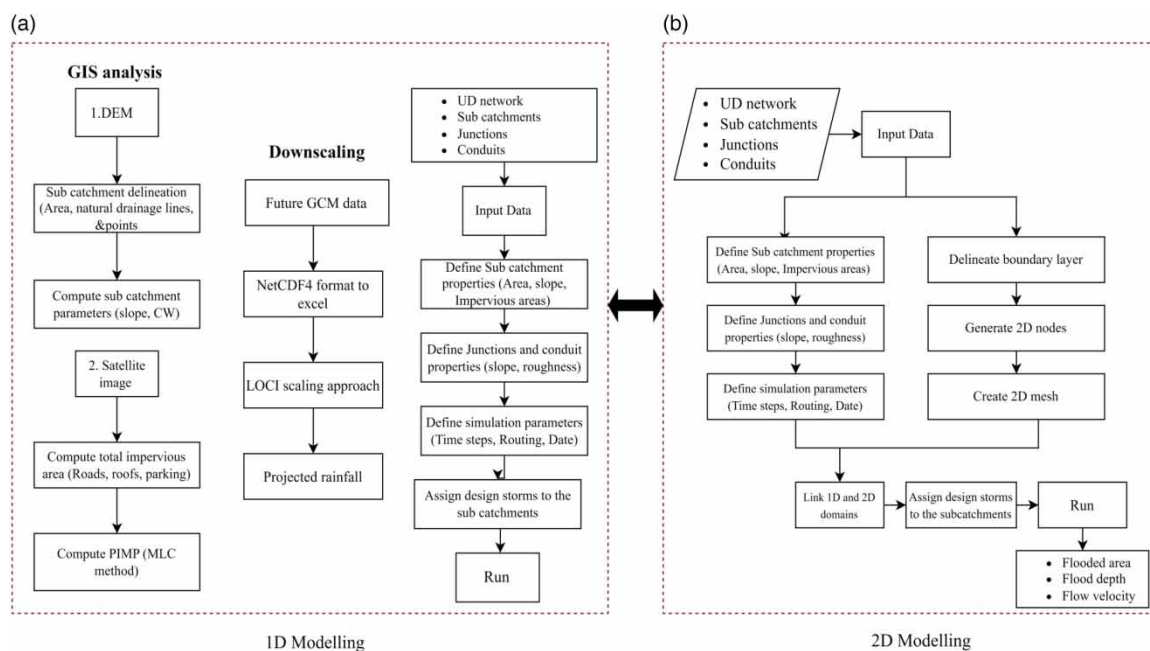 (a)
GIS analysis
1.DEM
Sub catchment delineation
(Area, natural drainage lines,
&points)
Compute sub catchment
parameters (slope, CW)
2. Satellite
image
Compute total impervious
area (Roads, roofs, parking)
Compute PIMP (MLC
method)
Downscaling
Future GCM data
NetCDF4 format to
excel
LOCI scaling approach
Projected rainfall
• UD network
• Sub catchments
• Junctions
• Conduits
Input Data
Define Sub catchment
properties (Area, slope,
Impervious areas)
Define Junctions and conduit
properties (slope, roughness)
Define simulation parameters
(Time steps, Routing, Date)
Assign design storms to the
sub catchments
Run
1D Modelling
(b)
• UD network
• Sub catchments
• Junctions
• Conduits
Input Data
Define Sub catchment properties
(Area, slope, Impervious areas)
Define Junctions and conduit
properties (slope, roughness)
Define simulation parameters
(Time steps, Routing, Date)
Delineate boundary layer
Generate 2D nodes
Create 2D mesh
Link 1D and 2D
domains
Assign design storms
to the subcatchments
Run
• Flooded area
• Flood depth
• Flow velocity
2D Modelling